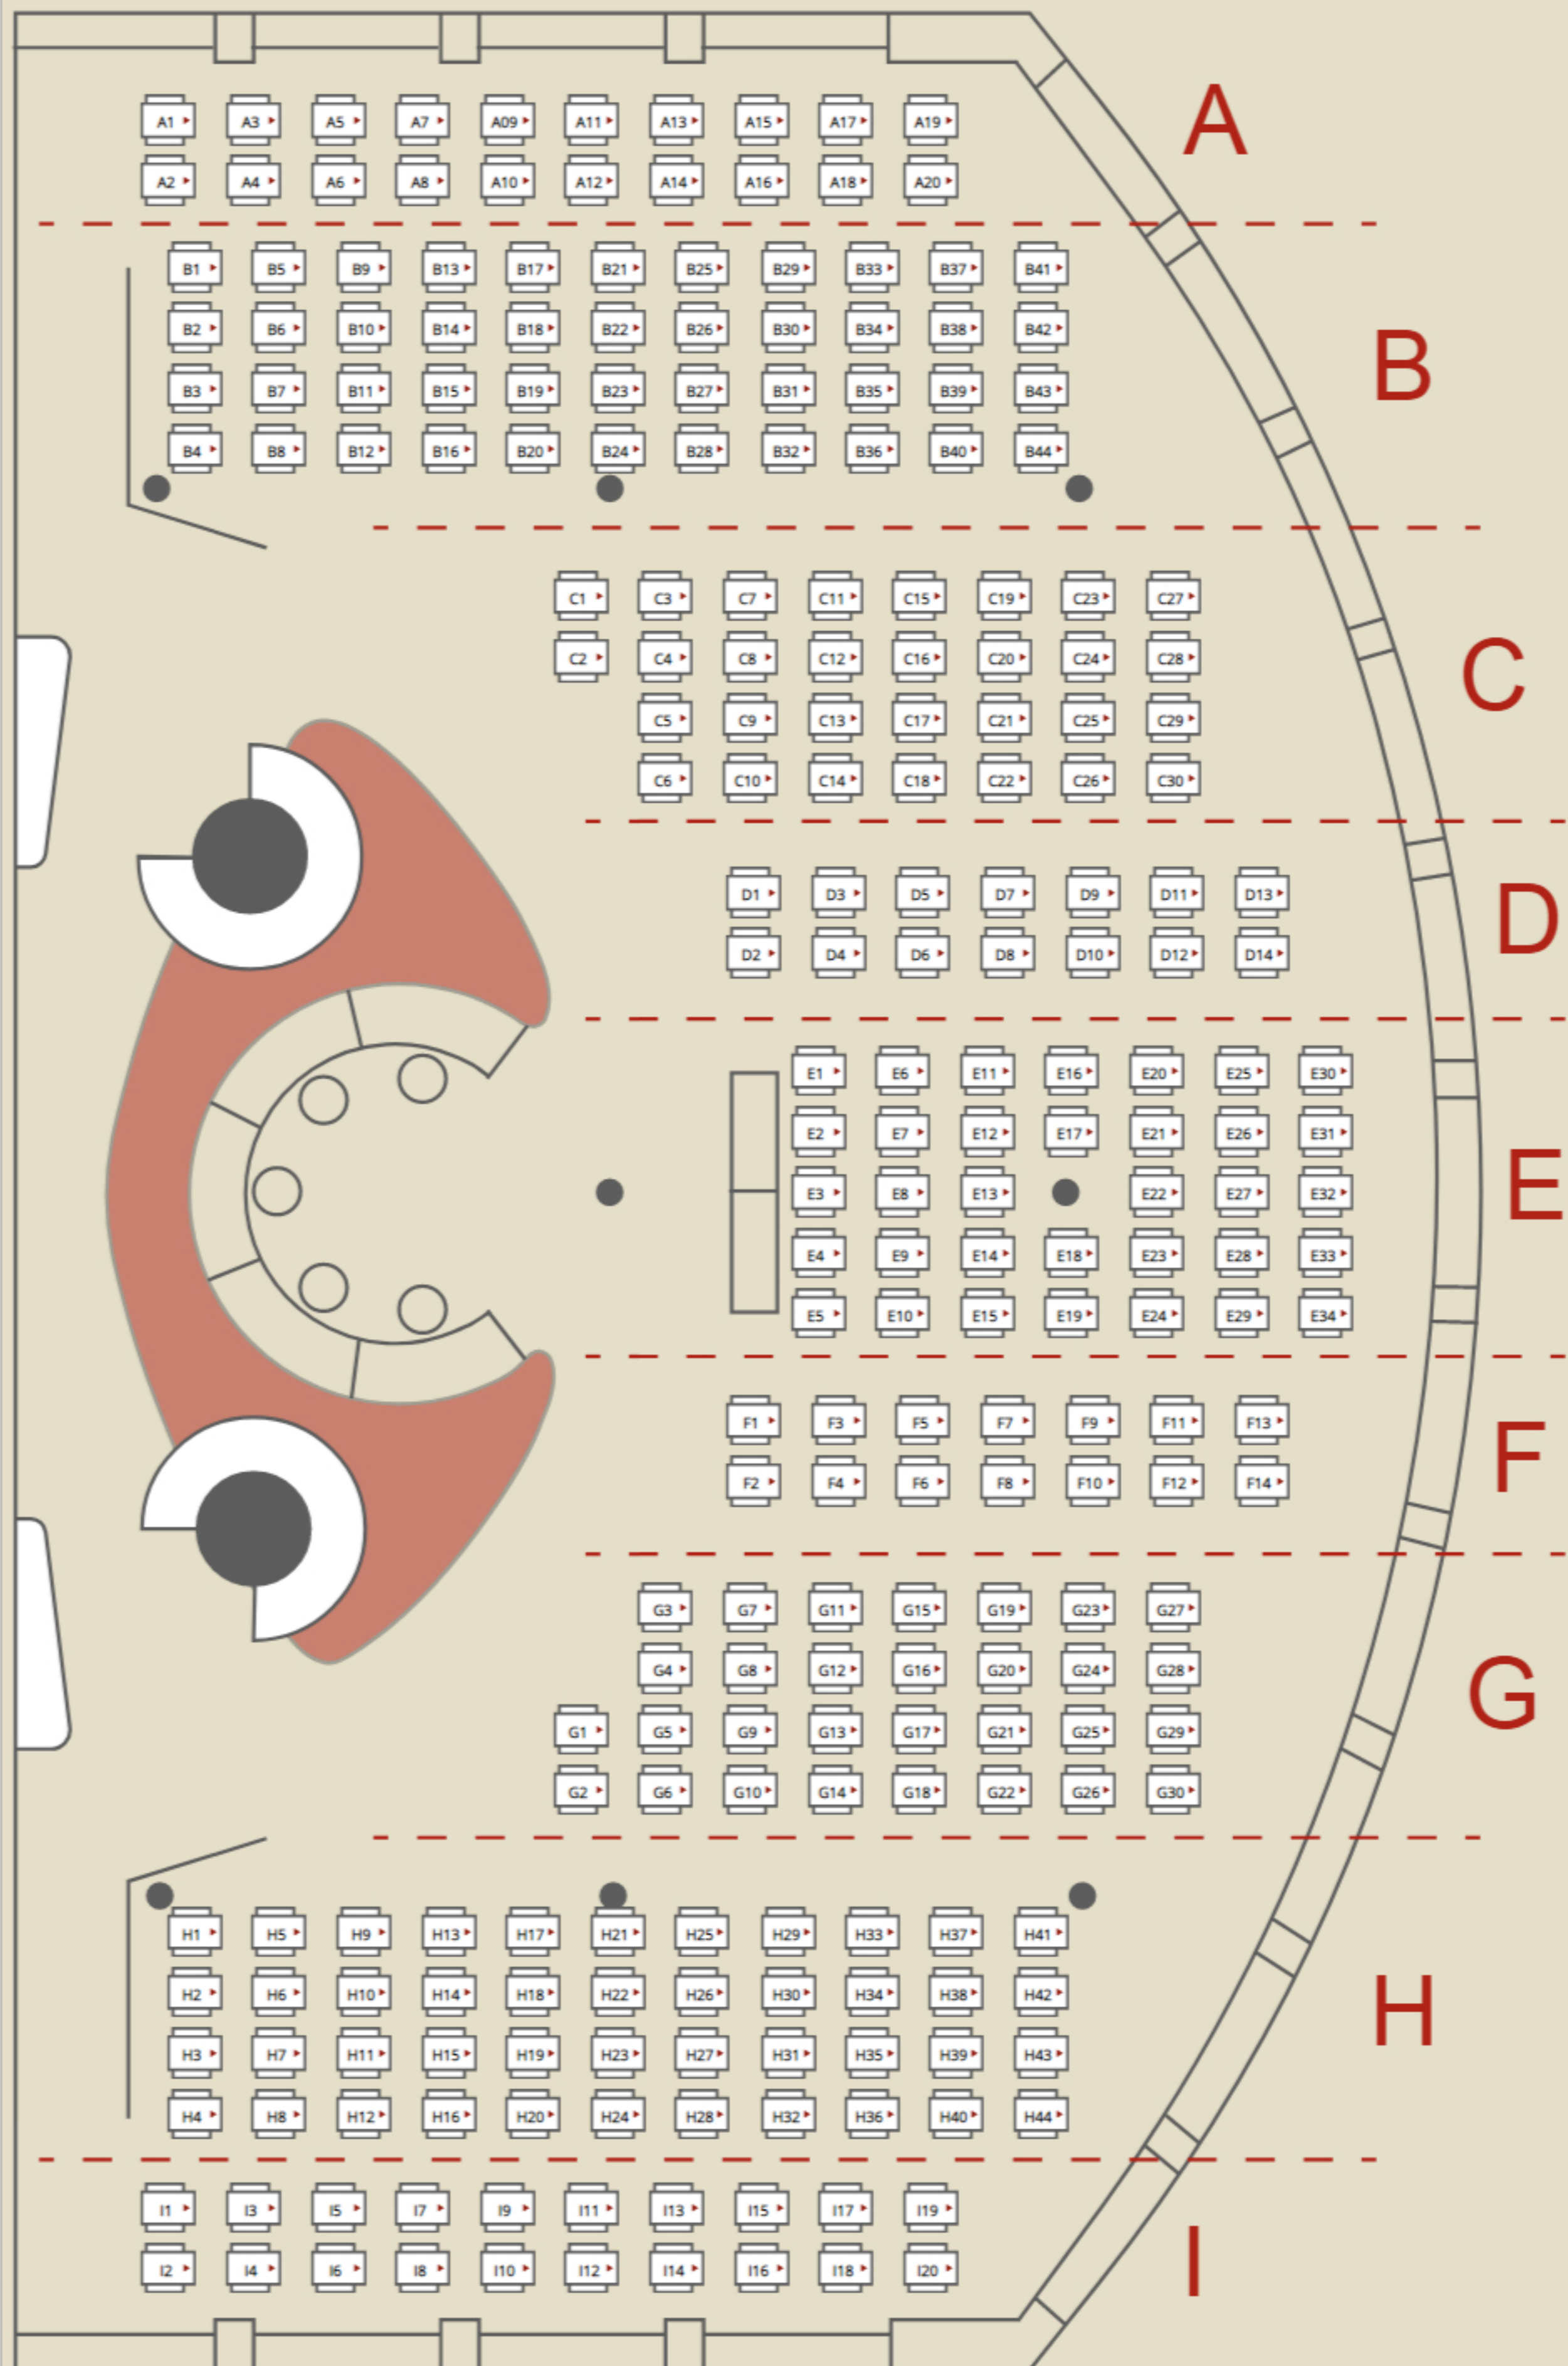 A1 A3 A5 A7 A09 A11 A13 A15 A17 A19
A
A2 A4 A6 A8 A10 A12 A14 A16 A18 A20
B1 B5 B9 B13 B17 B21 B25 B29 B33 B37 B41
B2 B6 B10 B14 B18 B22 B26 B30 B34 B38 B42
B
B3 B7 B11 B15 B19 B23 B27 B31 B35 B39 B43
B4 B8 B12 B16 B20 B24 B28 B32 B36 B40 B44
C1 C3 C7 C11 C15 C19 C23 C27
C2 C4 C8 C12 C16 C20 C24 C28
C
C5 C9 C13 C17 C21 C25 C29
C6 C10 C14 C18 C22 C26 C30
D1 D3 D5 D7 D9 D11 D13
D
D2 D4 D6 D8 D10 D12 D14
E1 E6 E11 E16 E20 E25 E30
E2 E7 E12 E17 E21 E26 E31
E3 E8 E13 E22 E27 E32
E
E4 E9 E14 E18 E23 E28 E33
E5 E10 E15 E19 E24 E29 E34
F1 F3 F5 F7 F9 F11 F13
F
F2 F4 F6 F8 F10 F12 F14
G3 G7 G11 G15 G19 G23 G27
G4 G8 G12 G16 G20 G24 G28
G
G1 G5 G9 G13 G17 G21 G25 G29
G2 G6 G10 G14 G18 G22 G26 G30
H1 H5 H9 H13 H17 H21 H25 H29 H33 H37 H41
H2 H6 H10 H14 H18 H22 H26 H30 H34 H38 H42
H
H3 H7 H11 H15 H19 H23 H27 H31 H35 H39 H43
H4 H8 H12 H16 H20 H24 H28 H32 H36 H40 H44
I1 I3 I5 I7 I9 I11 I13 I15 I17 I19
I
I2 I4 I6 I8 I10 I12 I14 I16 I18 I20